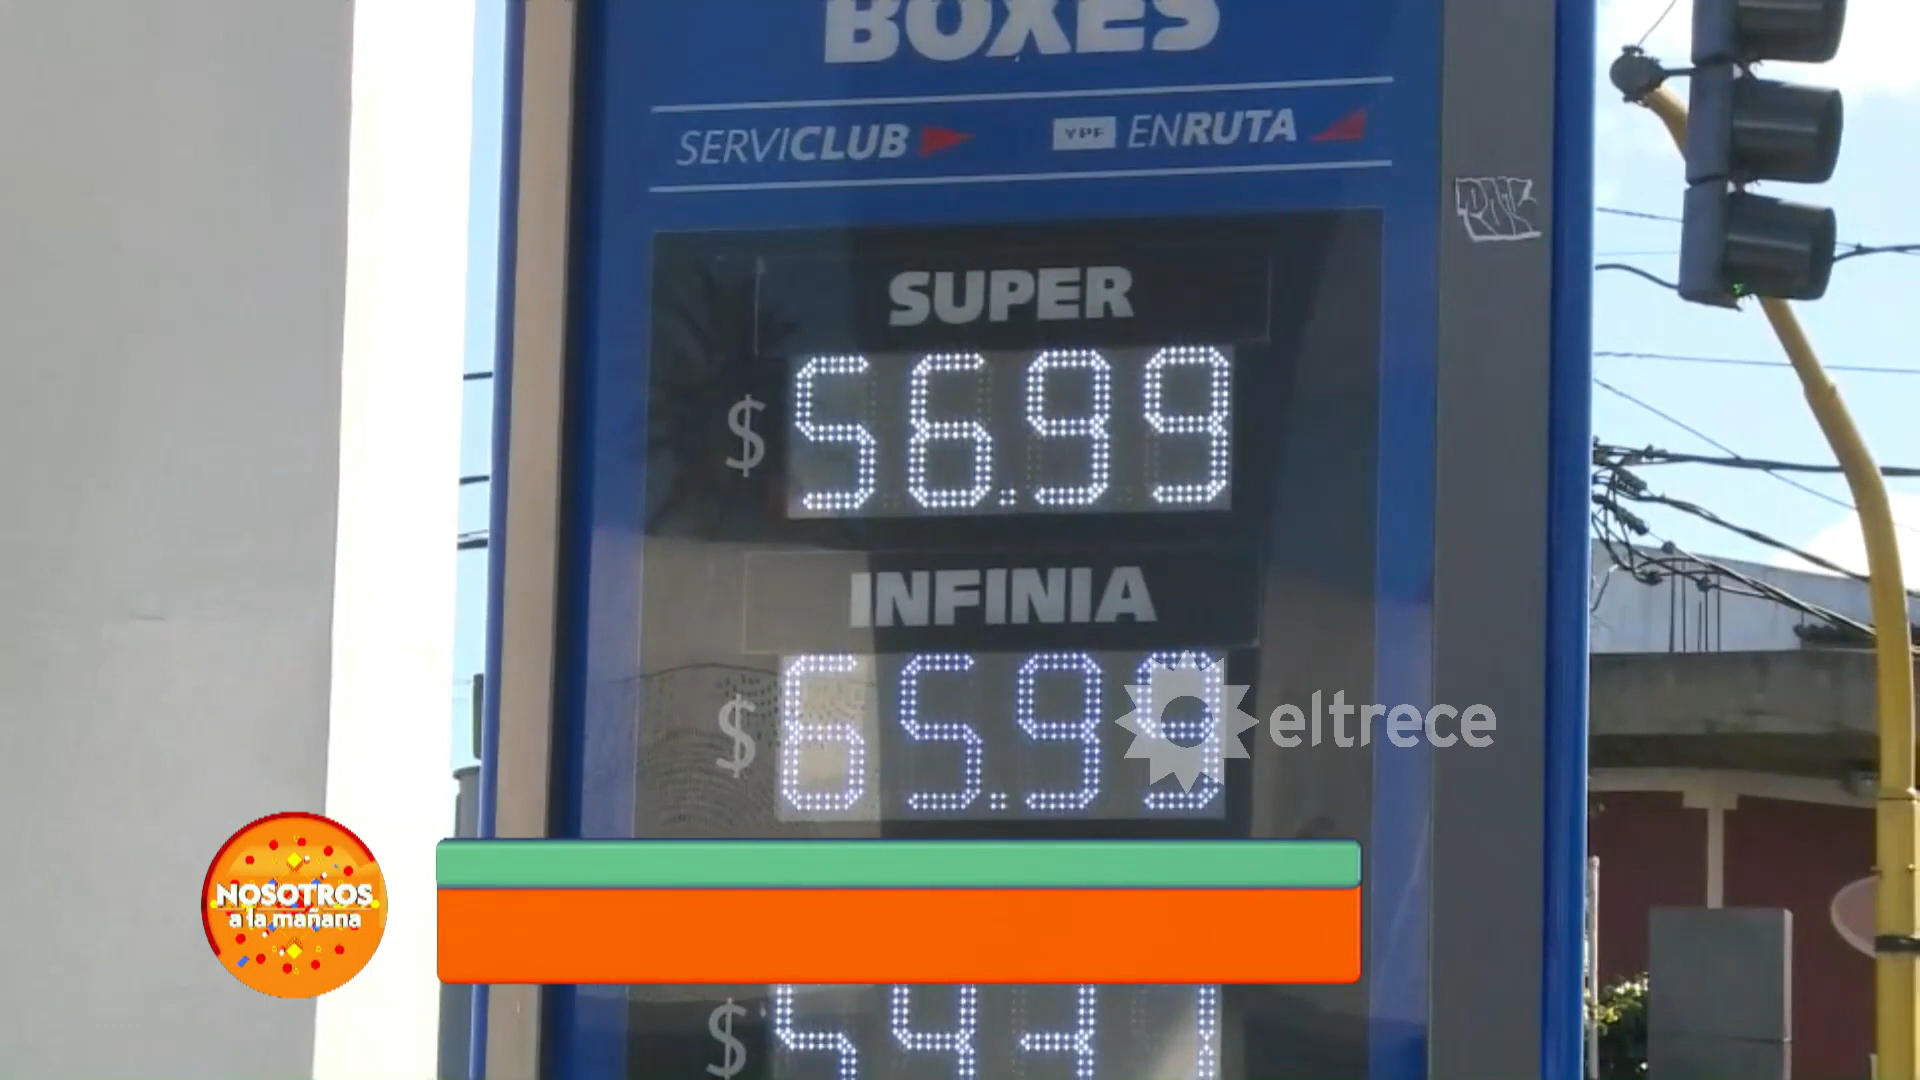 BOXES
SERVICLUB YPF ENRUTA
SUPER
$ 56.99
INFINIA
$ 65.99
eltrece
NOSOTROS
a la mañana
$